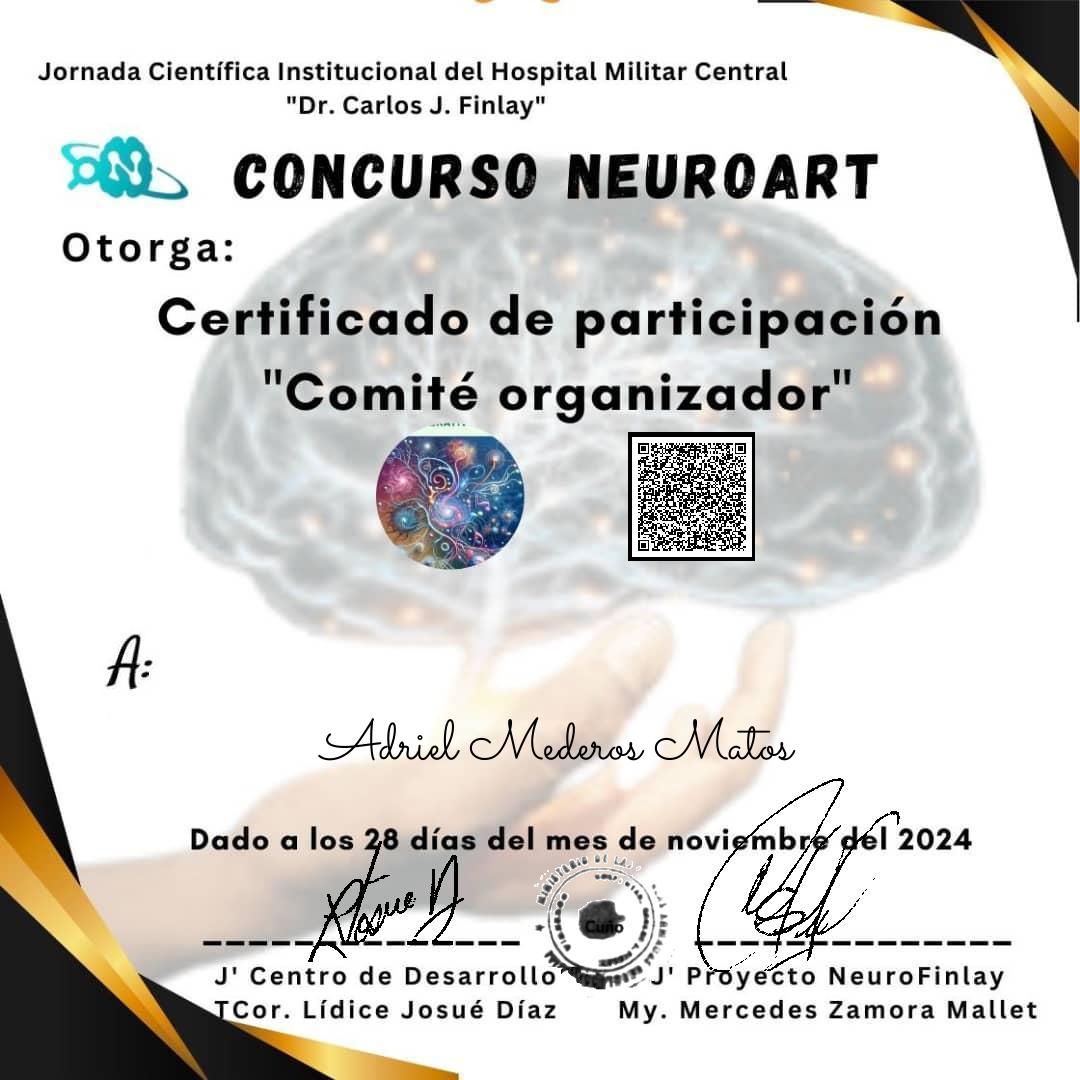 Jornada Científica Institucional del Hospital Militar Central
"Dr. Carlos J. Finlay"
CONCURSO NEUROART
Otorga:
Certificado de participación
"Comité organizador"
A:
Adriel Mederos Matos
Dado a los 28 días del mes de noviembre del 2024
Cuño
J' Centro de Desarrollo
TCor. Lídice Josué Díaz
J' Proyecto NeuroFinlay
My. Mercedes Zamora Mallet